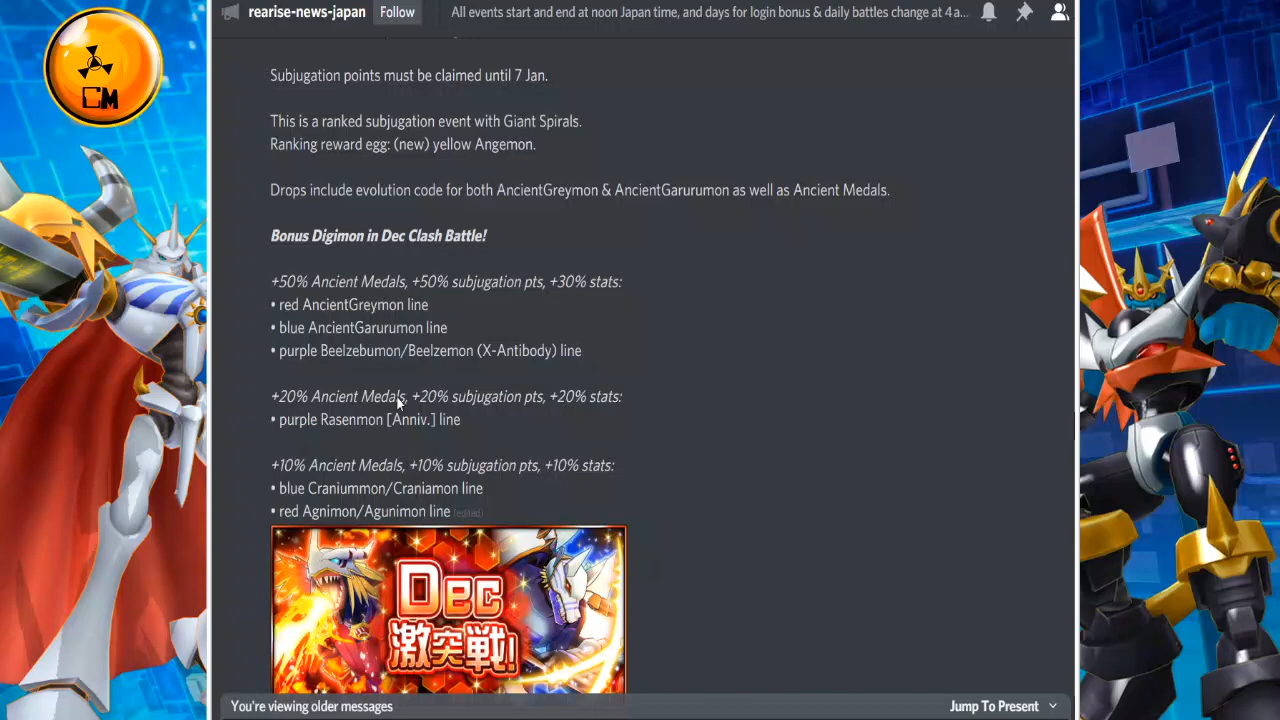 rearise-news-japan
Follow
All events start and end at noon Japan time, and days for login bonus & daily battles change at 4 a...
Subjugation points must be claimed until 7 Jan.
This is a ranked subjugation event with Giant Spirals.
Ranking reward egg: (new) yellow Angemon.
Drops include evolution code for both AncientGreymon & AncientGarurumon as well as Ancient Medals.
Bonus Digimon in Dec Clash Battle!
+50% Ancient Medals, +50% subjugation pts, +30% stats:
• red AncientGreymon line
• blue AncientGarurumon line
• purple Beelzebumon/Beelzemon (X-Antibody) line
+20% Ancient Medals, +20% subjugation pts, +20% stats:
• purple Rasenmon [Anniv.] line
+10% Ancient Medals, +10% subjugation pts, +10% stats:
• blue Craniummon/Craniamon line
• red Agnimon/Agunimon line (edited)
Dec
激突戦!
You're viewing older messages
Jump To Present
CM